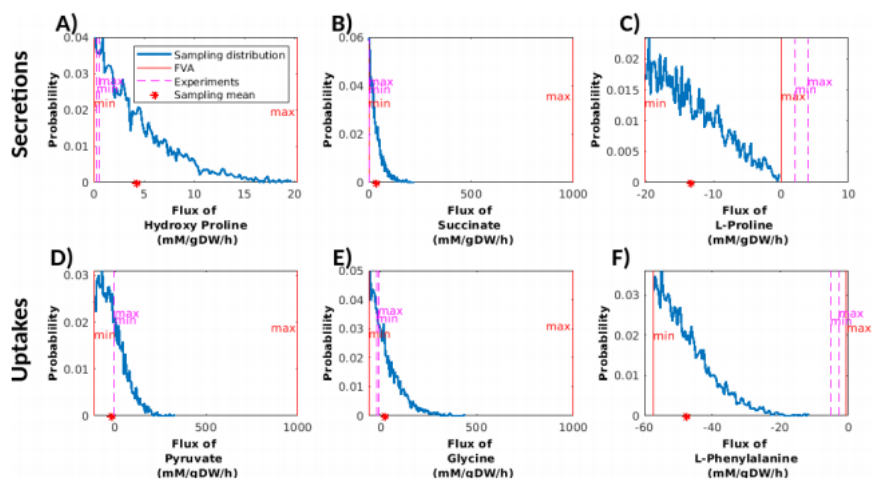 A)
B)
C)
Secretions
Probablility
0.04
0.03
0.02
0.01
0
max
min
min
max
Sampling distribution
FVA
Experiments
Sampling mean
0
5
10
15
20
Flux of
Hydroxy Proline
(mM/gDW/h)
Probablility
0.06
0.04
0.02
0
max
min
min
max
0
500
1000
Flux of
Succinate
(mM/gDW/h)
Probablility
0.02
0.015
0.01
0.005
0
min
max
max
min
-20
-10
0
10
Flux of
L-Proline
(mM/gDW/h)
D)
E)
F)
Uptakes
Probablility
0.03
0.02
0.01
0
max
min
min
max
0
500
1000
Flux of
Pyruvate
(mM/gDW/h)
Probablility
0.05
0.04
0.03
0.02
0.01
0
max
min
min
max
0
500
1000
Flux of
Glycine
(mM/gDW/h)
Probablility
0.03
0.02
0.01
0
min
max
min
max
-60
-40
-20
0
Flux of
L-Phenylalanine
(mM/gDW/h)